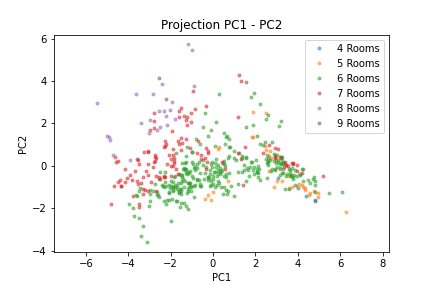 Projection PC1 - PC2
6
4
2
0
−2
−4
PC2
−6
−4
−2
0
2
4
6
8
PC1
4 Rooms
5 Rooms
6 Rooms
7 Rooms
8 Rooms
9 Rooms